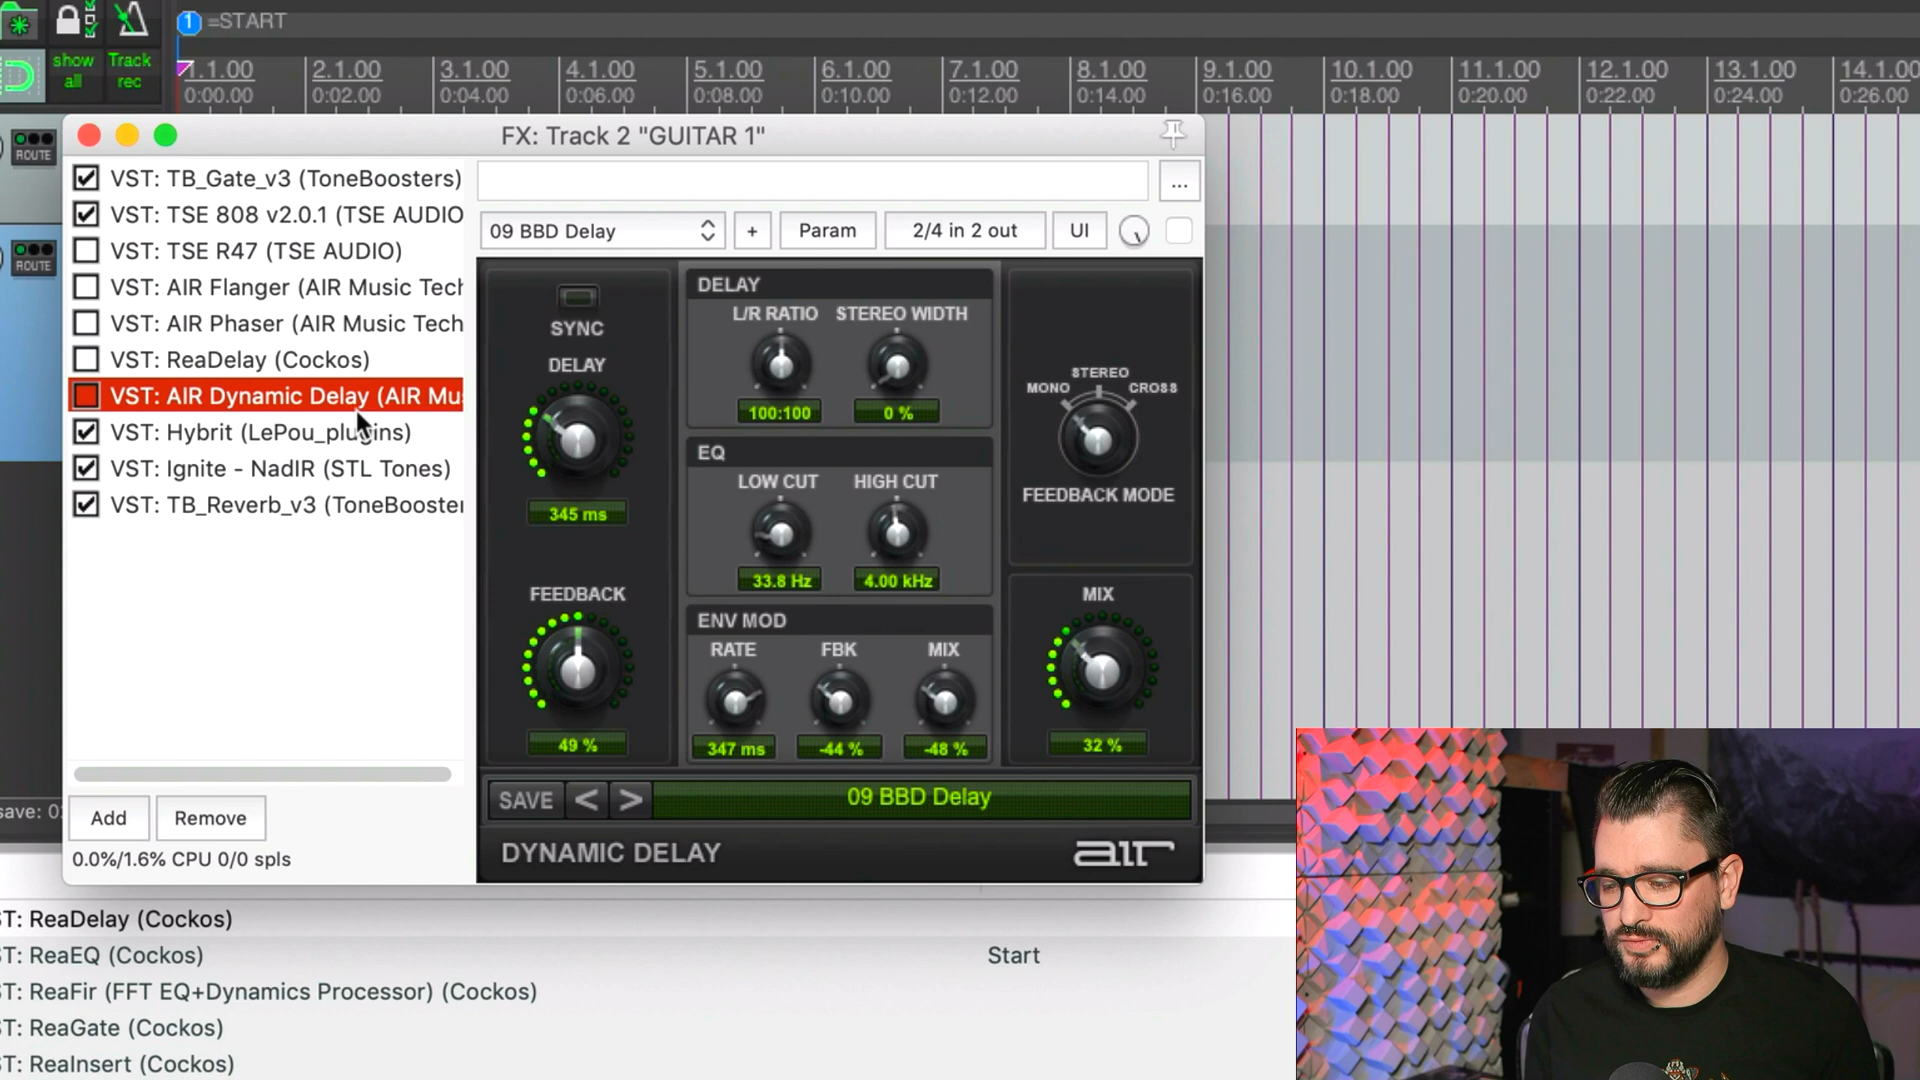 1 =START
show all
Track rec
1.1.00 2.1.00 3.1.00 4.1.00 5.1.00 6.1.00 7.1.00 8.1.00 9.1.00 10.1.00 11.1.00 12.1.00 13.1.00 14.1.00
0:00.00 0:02.00 0:04.00 0:06.00 0:08.00 0:10.00 0:12.00 0:14.00 0:16.00 0:18.00 0:20.00 0:22.00 0:24.00 0:26.00
ROUTE
ROUTE
FX: Track 2 "GUITAR 1"
VST: TB_Gate_v3 (ToneBoosters)
VST: TSE 808 v2.0.1 (TSE AUDIO
VST: TSE R47 (TSE AUDIO)
VST: AIR Flanger (AIR Music Tech
VST: AIR Phaser (AIR Music Tech
VST: ReaDelay (Cockos)
VST: AIR Dynamic Delay (AIR Mus
VST: Hybrit (LePou_plugins)
VST: Ignite - NadIR (STL Tones)
VST: TB_Reverb_v3 (ToneBooster
Add
Remove
0.0%/1.6% CPU 0/0 spls
...
09 BBD Delay
+
Param
2/4 in 2 out
UI
SYNC
DELAY
345 ms
FEEDBACK
49 %
DELAY
L/R RATIO STEREO WIDTH
100:100 0 %
EQ
LOW CUT HIGH CUT
33.8 Hz 4.00 kHz
ENV MOD
RATE FBK MIX
347 ms -44 % -48 %
STEREO
MONO CROSS
FEEDBACK MODE
MIX
32 %
SAVE < > 09 BBD Delay
DYNAMIC DELAY
air
save: 0
ST: ReaDelay (Cockos)
ST: ReaEQ (Cockos)
Start
ST: ReaFir (FFT EQ+Dynamics Processor) (Cockos)
ST: ReaGate (Cockos)
ST: ReaInsert (Cockos)